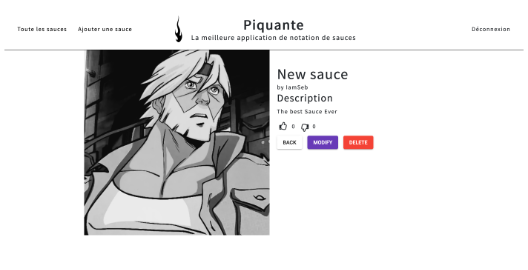 Toute les sauces
Ajouter une sauce
Piquante
La meilleure application de notation de sauces
Déconnexion
New sauce
by IamSeb
Description
The best Sauce Ever
0
0
BACK
MODIFY
DELETE